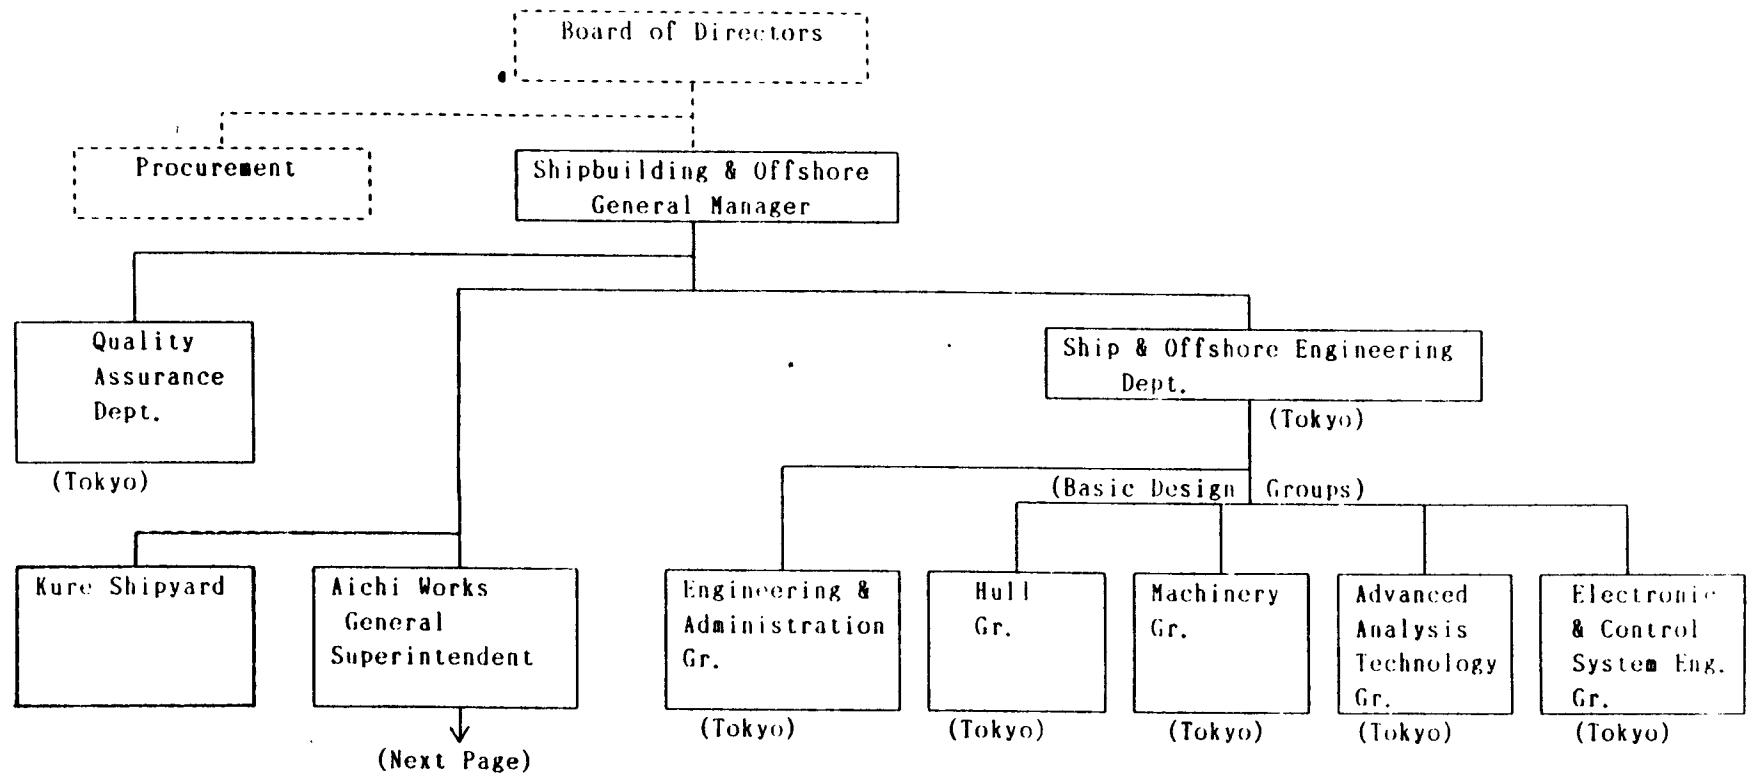 Board of Directors
Procurement
Shipbuilding & Offshore
General Manager
Quality
Assurance
Dept.
(Tokyo)
Ship & Offshore Engineering
Dept.
(Tokyo)
(Basic Design Groups)
Kure Shipyard
Aichi Works
General
Superintendent
(Next Page)
Engineering &
Administration
Gr.
(Tokyo)
Hull
Gr.
(Tokyo)
Machinery
Gr.
(Tokyo)
Advanced
Analysis
Technology
Gr.
(Tokyo)
Electronic
& Control
System Eng.
Gr.
(Tokyo)